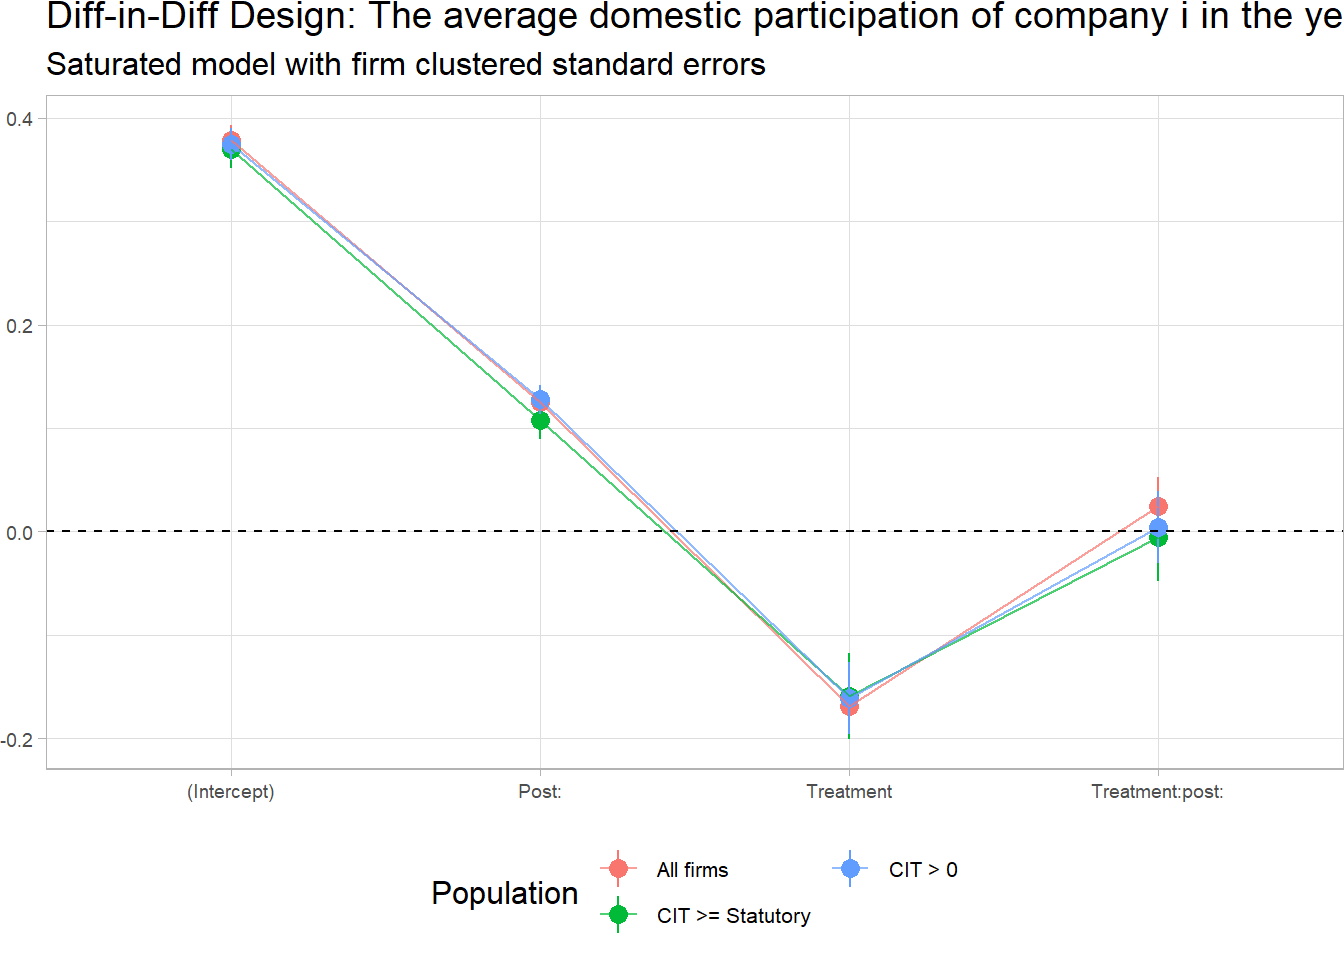 Diff-in-Diff Design: The average domestic participation of company i in the ye
Saturated model with firm clustered standard errors
0.4
0.2
0.0
-0.2
(Intercept) Post: Treatment Treatment:post:
Population
All firms CIT > 0
CIT >= Statutory